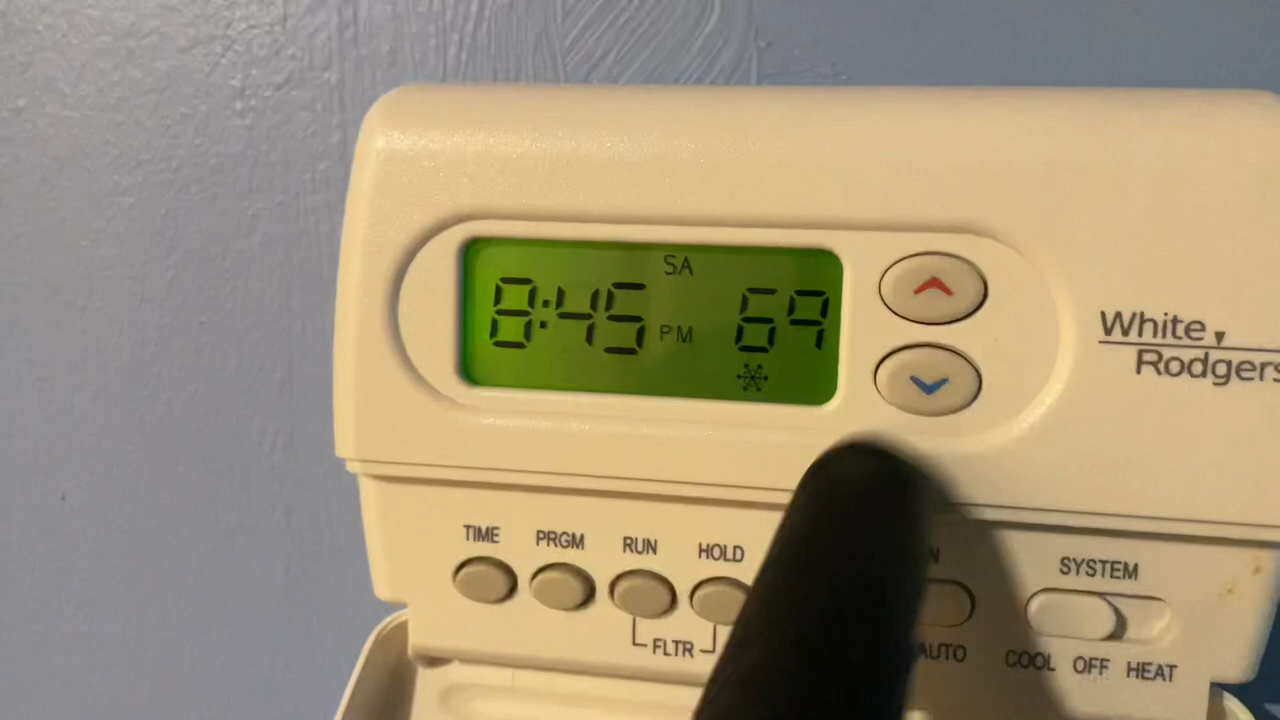 SA
8:45 PM 69
White
Rodgers
TIME PRGM RUN HOLD
SYSTEM
FLTR
AUTO
COOL OFF HEAT